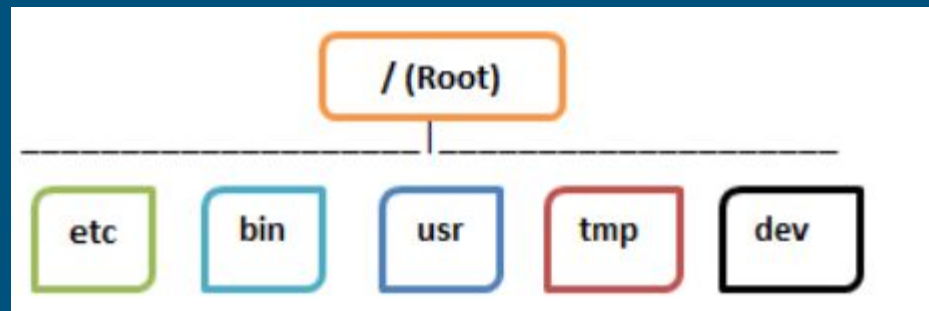 / (Root)
etc bin usr tmp dev